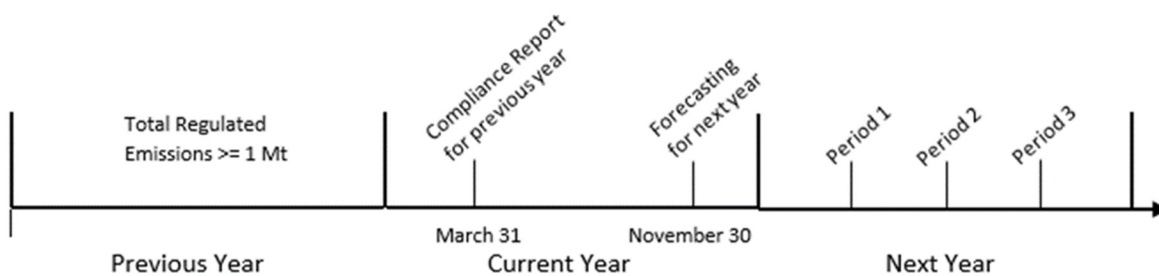 Total Regulated
Emissions >= 1 Mt
Compliance Report
for previous year
Forecasting
for next year
Period 1
Period 2
Period 3
March 31
November 30
Previous Year
Current Year
Next Year